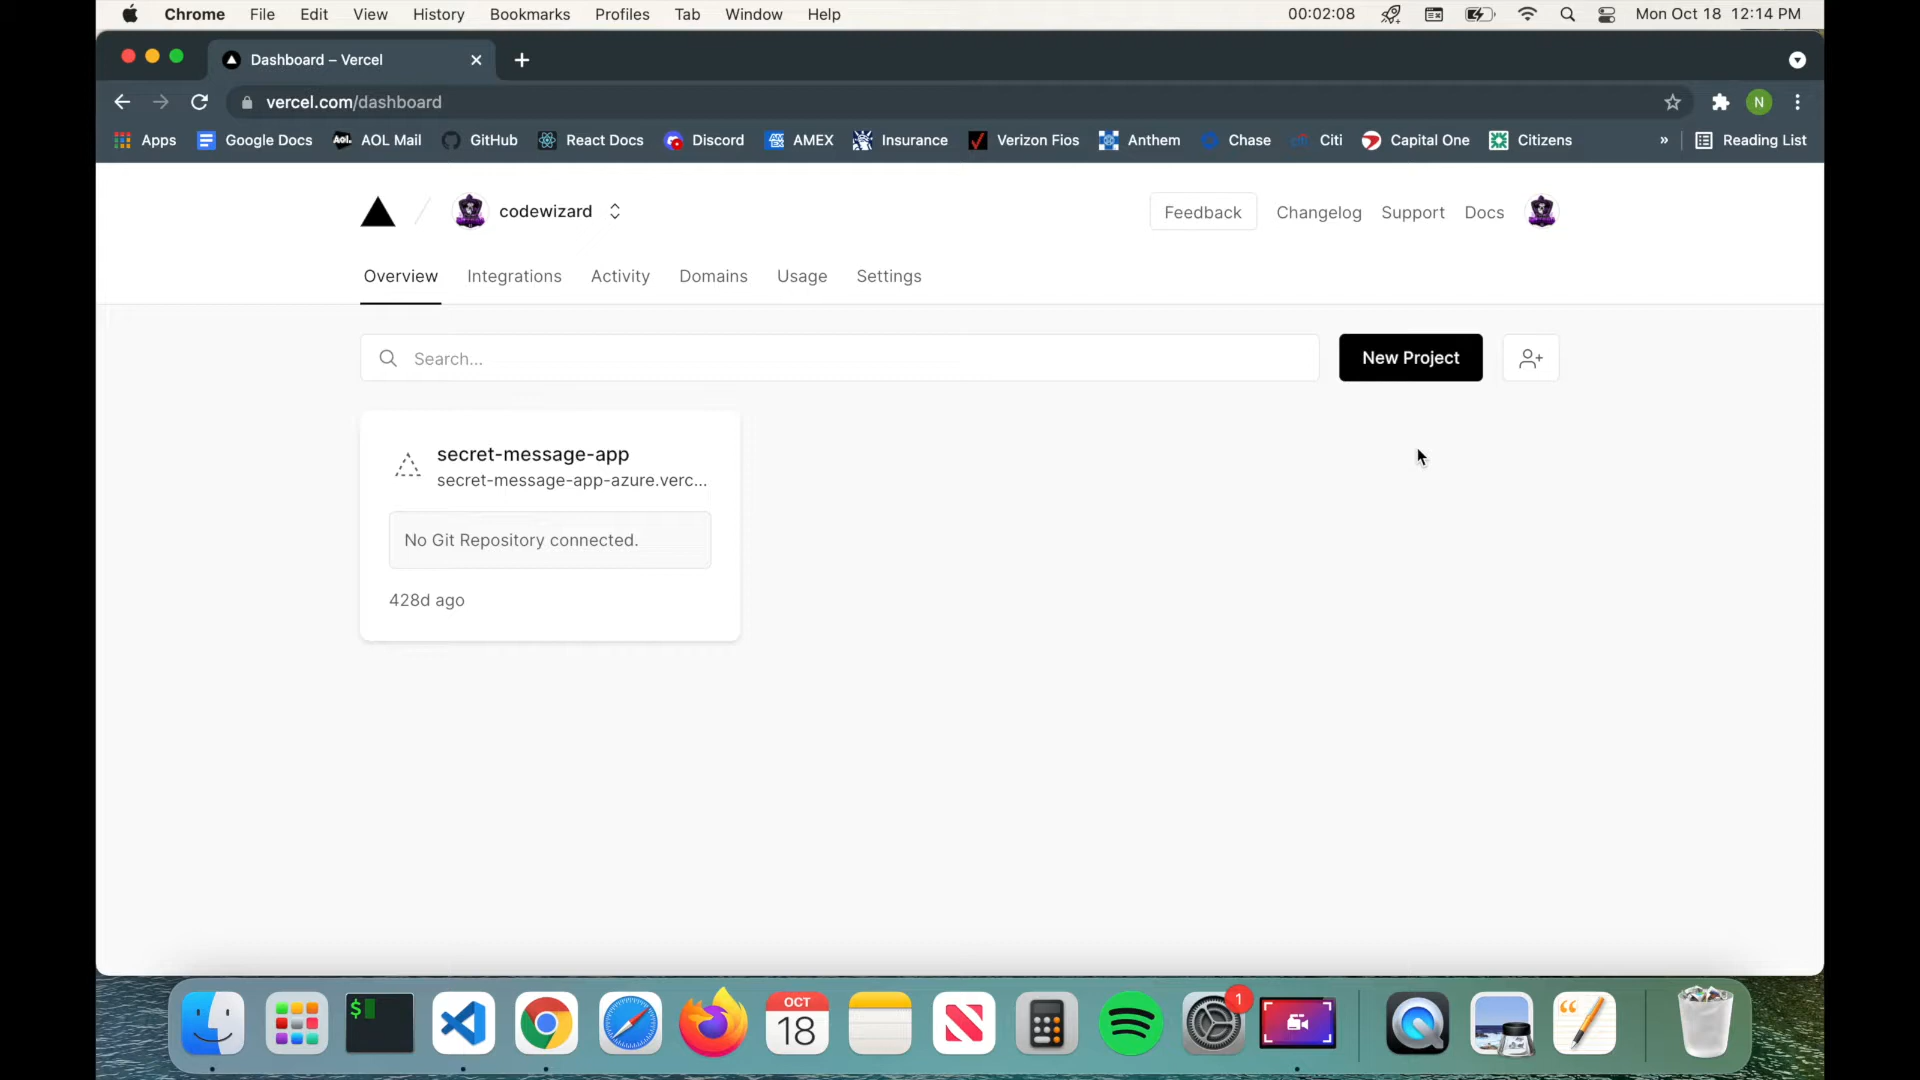 Chrome File Edit View History Bookmarks Profiles Tab Window Help 00:02:08 Mon Oct 18 12:14 PM
Dashboard – Vercel
vercel.com/dashboard N
Apps Google Docs Aol. AOL Mail GitHub React Docs Discord AMEX Insurance Verizon Fios Anthem Chase Citi Capital One Citizens » Reading List
codewizard Feedback Changelog Support Docs
Overview Integrations Activity Domains Usage Settings
Search... New Project
secret-message-app
secret-message-app-azure.verc...
No Git Repository connected.
428d ago
$ OCT 18 1